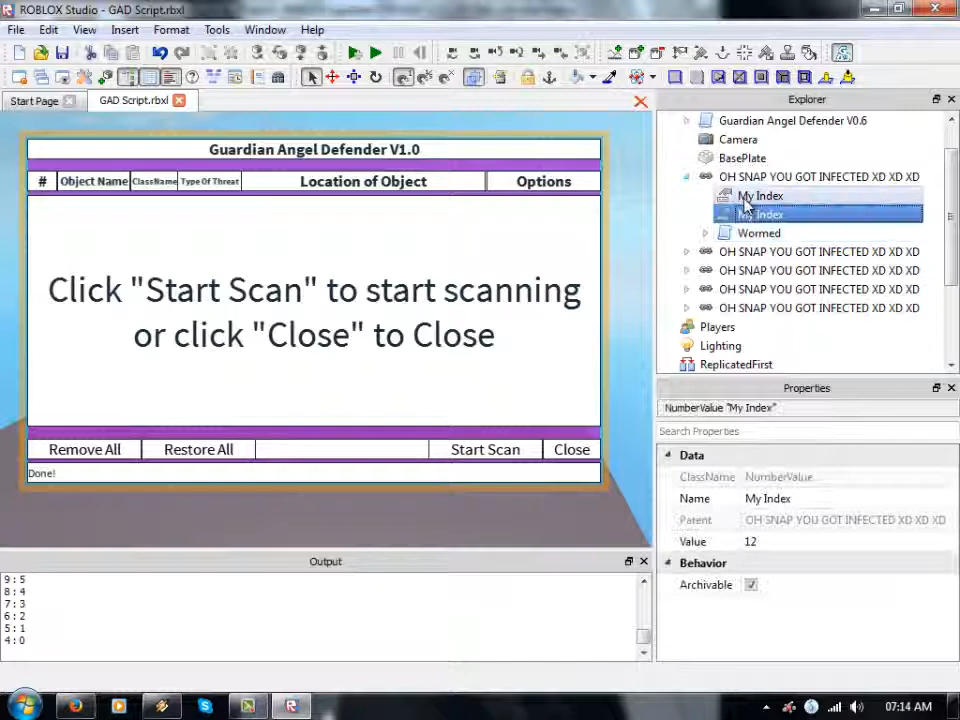 ROBLOX Studio - GAD Script.rbxl
File Edit View Insert Format Tools Window Help
Start Page GAD Script.rbxl
Explorer
Guardian Angel Defender V0.6
Camera
BasePlate
OH SNAP YOU GOT INFECTED XD XD XD
My Index
My Index
Wormed
OH SNAP YOU GOT INFECTED XD XD XD
OH SNAP YOU GOT INFECTED XD XD XD
OH SNAP YOU GOT INFECTED XD XD XD
OH SNAP YOU GOT INFECTED XD XD XD
Players
Lighting
ReplicatedFirst
Guardian Angel Defender V1.0
# Object Name ClassName Type Of Threat Location of Object Options
Click "Start Scan" to start scanning
or click "Close" to Close
Remove All Restore All Start Scan Close
Done!
Properties
NumberValue "My Index"
Search Properties
Data
ClassName NumberValue
Name My Index
Parent OH SNAP YOU GOT INFECTED XD XD XD
Value 12
Behavior
Archivable
Output
9:5
8:4
7:3
6:2
5:1
4:0
07:14 AM